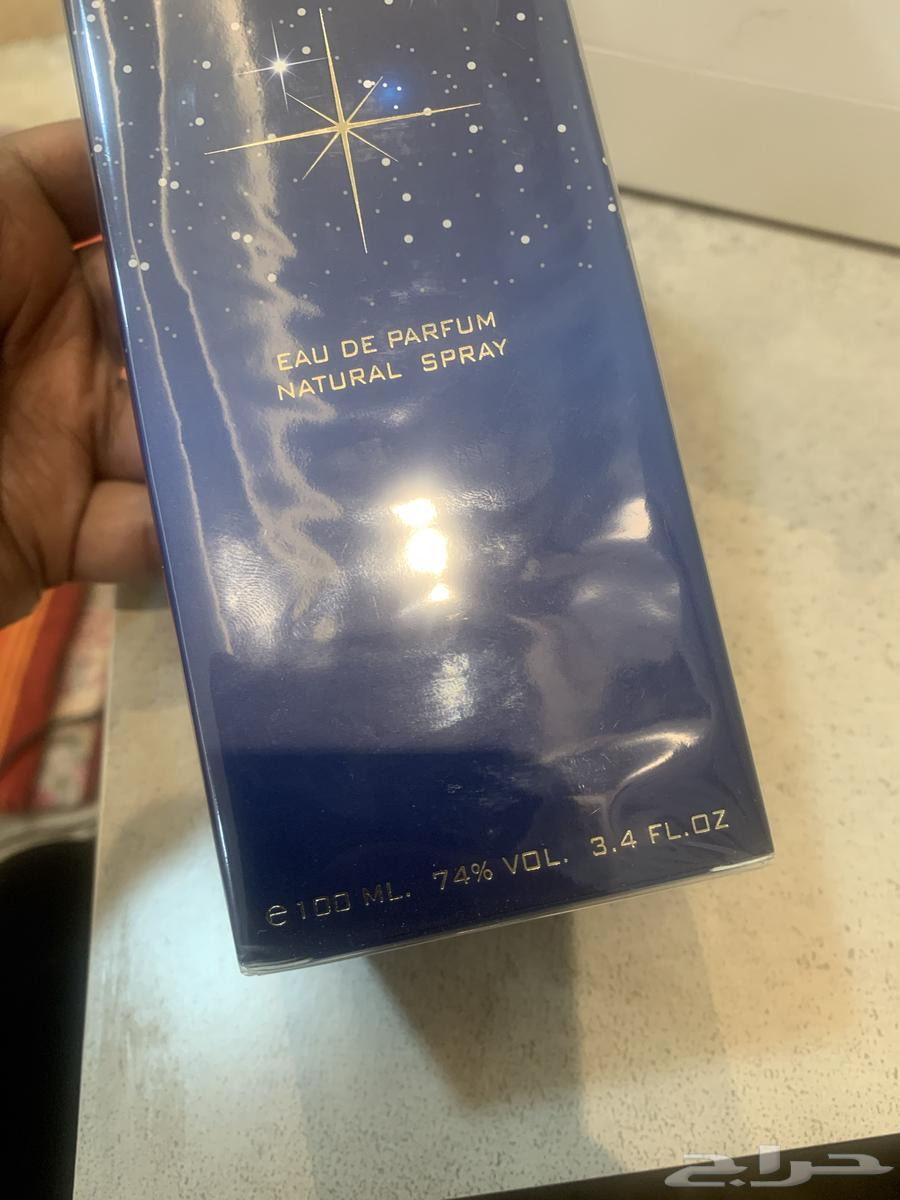 EAU DE PARFUM
NATURAL SPRAY
e 100 ML. 74% VOL. 3.4 FL.OZ
حراج